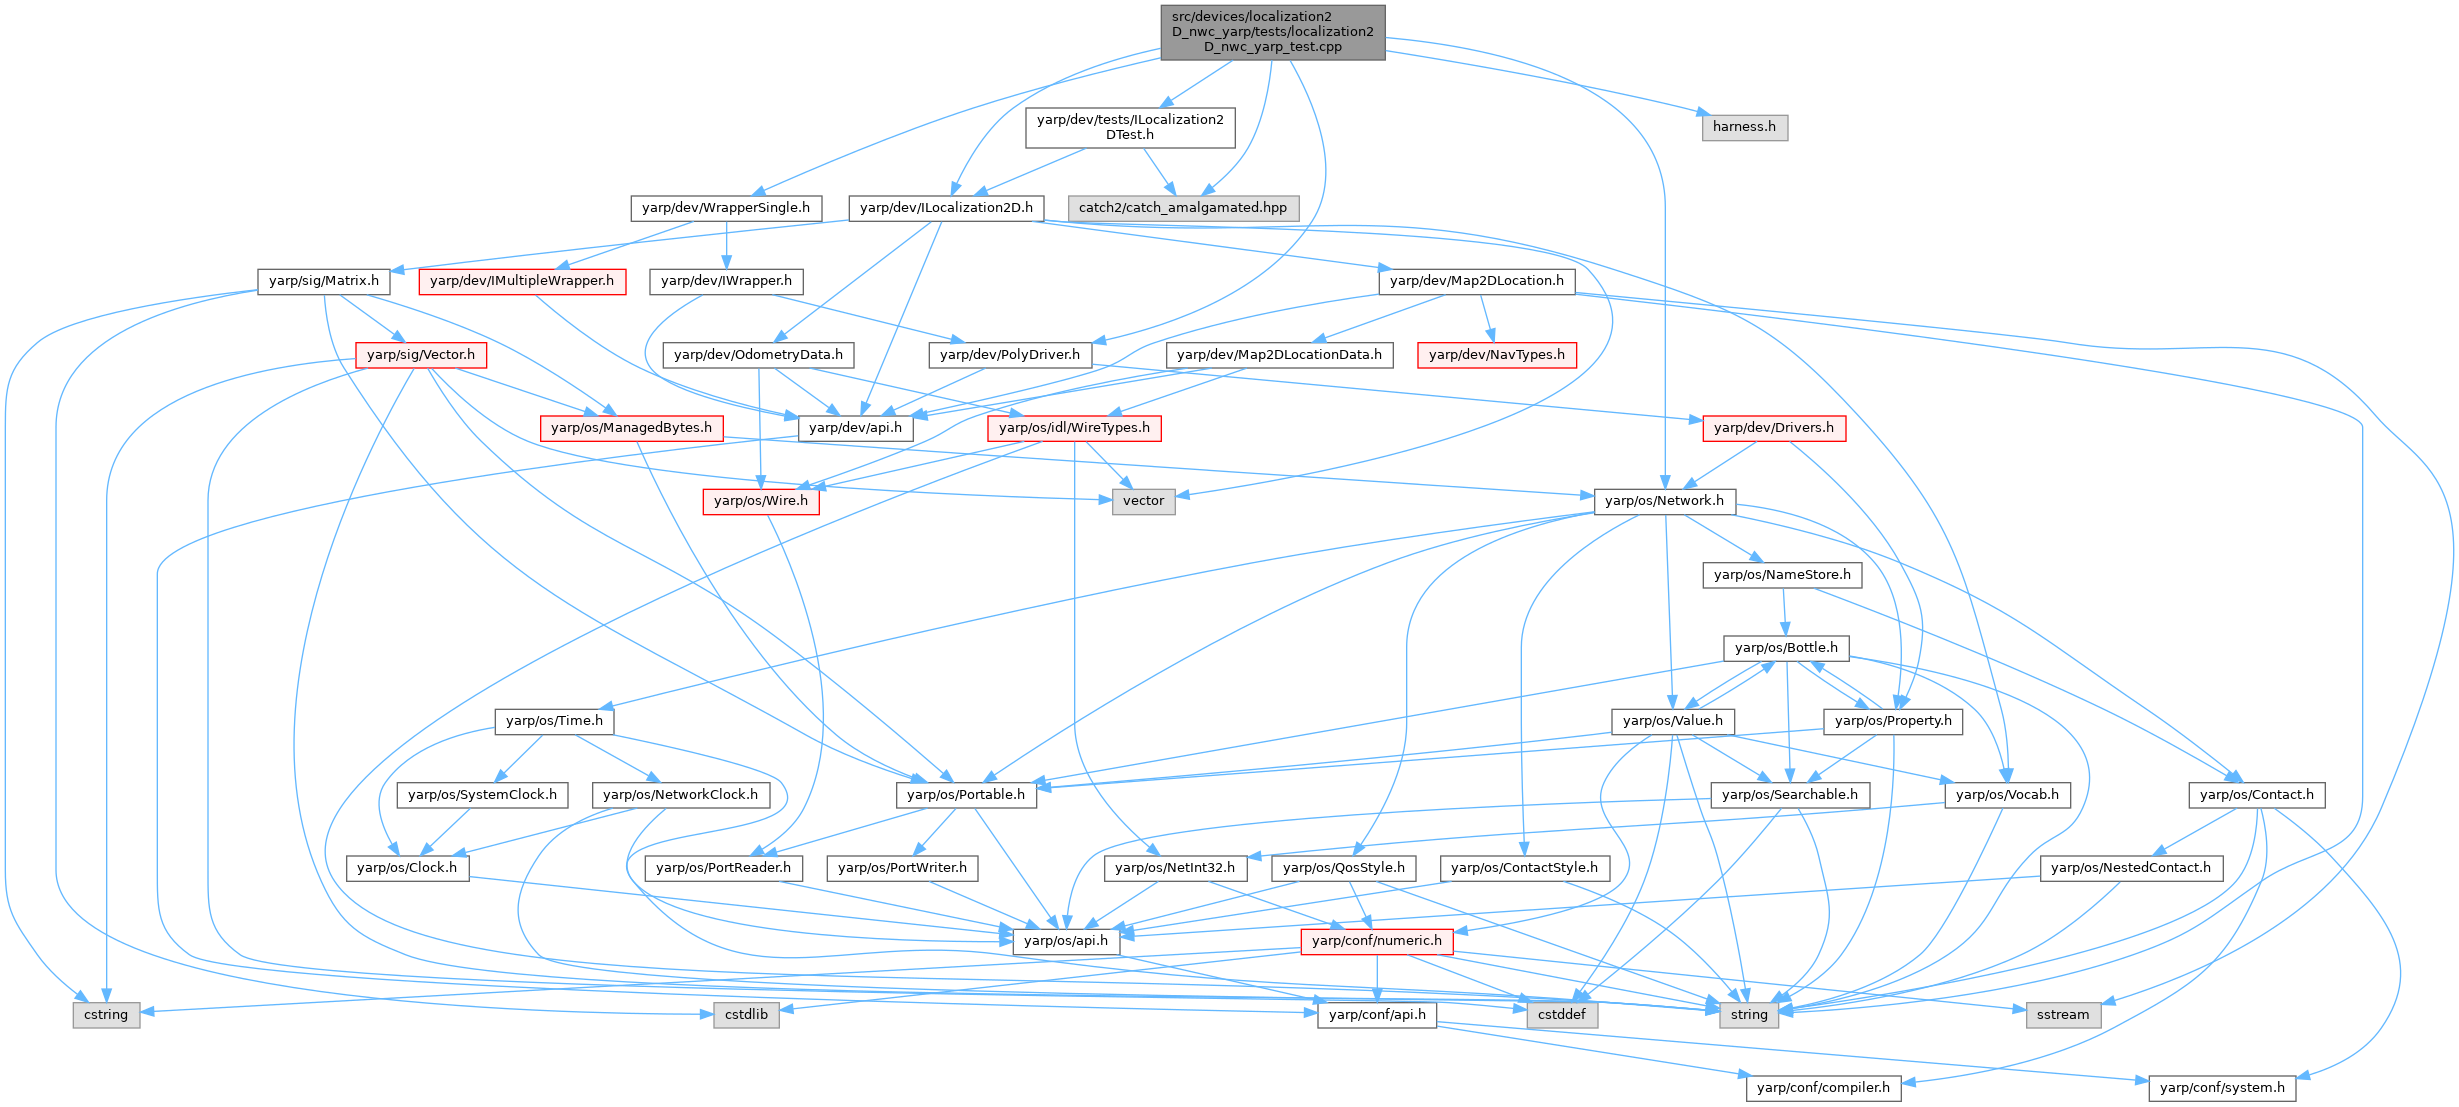 src/devices/localization2
D_nwc_yarp/tests/localization2
D_nwc_yarp_test.cpp
yarp/dev/tests/ILocalization2
DTest.h
harness.h
yarp/dev/WrapperSingle.h
yarp/dev/ILocalization2D.h
catch2/catch_amalgamated.hpp
yarp/sig/Matrix.h
yarp/dev/IMultipleWrapper.h
yarp/dev/IWrapper.h
yarp/dev/Map2DLocation.h
yarp/sig/Vector.h
yarp/dev/OdometryData.h
yarp/dev/PolyDriver.h
yarp/dev/Map2DLocationData.h
yarp/dev/NavTypes.h
yarp/os/ManagedBytes.h
yarp/dev/api.h
yarp/os/idl/WireTypes.h
yarp/dev/Drivers.h
yarp/os/Wire.h
vector
yarp/os/Network.h
yarp/os/NameStore.h
yarp/os/Bottle.h
yarp/os/Time.h
yarp/os/Value.h
yarp/os/Property.h
yarp/os/SystemClock.h
yarp/os/NetworkClock.h
yarp/os/Portable.h
yarp/os/Searchable.h
yarp/os/Vocab.h
yarp/os/Contact.h
yarp/os/Clock.h
yarp/os/PortReader.h
yarp/os/PortWriter.h
yarp/os/NetInt32.h
yarp/os/QosStyle.h
yarp/os/ContactStyle.h
yarp/os/NestedContact.h
yarp/os/api.h
yarp/conf/numeric.h
cstring
cstdlib
yarp/conf/api.h
cstddef
string
sstream
yarp/conf/compiler.h
yarp/conf/system.h